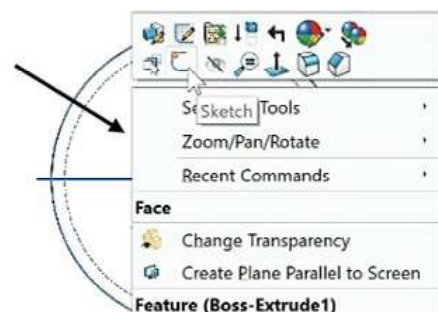 Se
Sketch
Tools
Zoom/Pan/Rotate
Recent Commands
Face
Change Transparency
Create Plane Parallel to Screen
Feature (Boss-Extrude1)